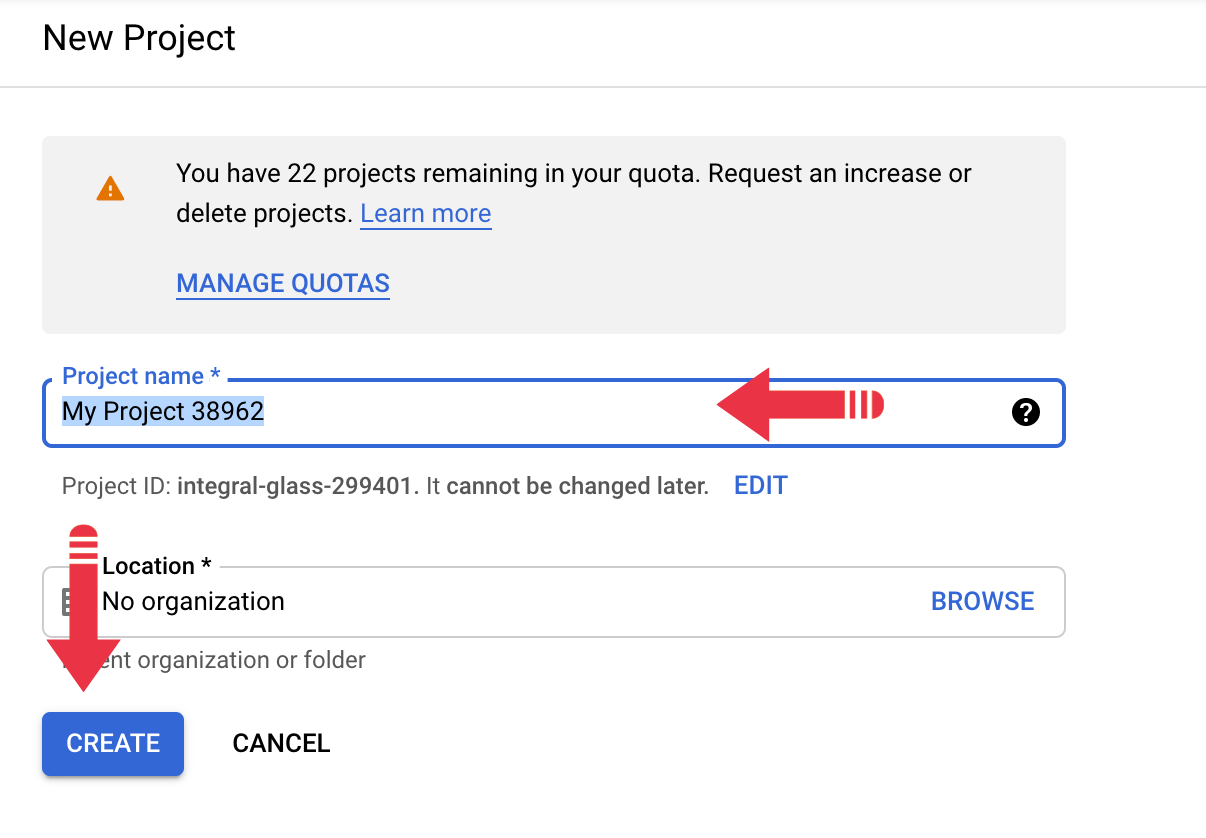 New Project
You have 22 projects remaining in your quota. Request an increase or
delete projects. Learn more
MANAGE QUOTAS
Project name *
My Project 38962
Project ID: integral-glass-299401. It cannot be changed later. EDIT
Location *
No organization BROWSE
organization or folder
CREATE CANCEL